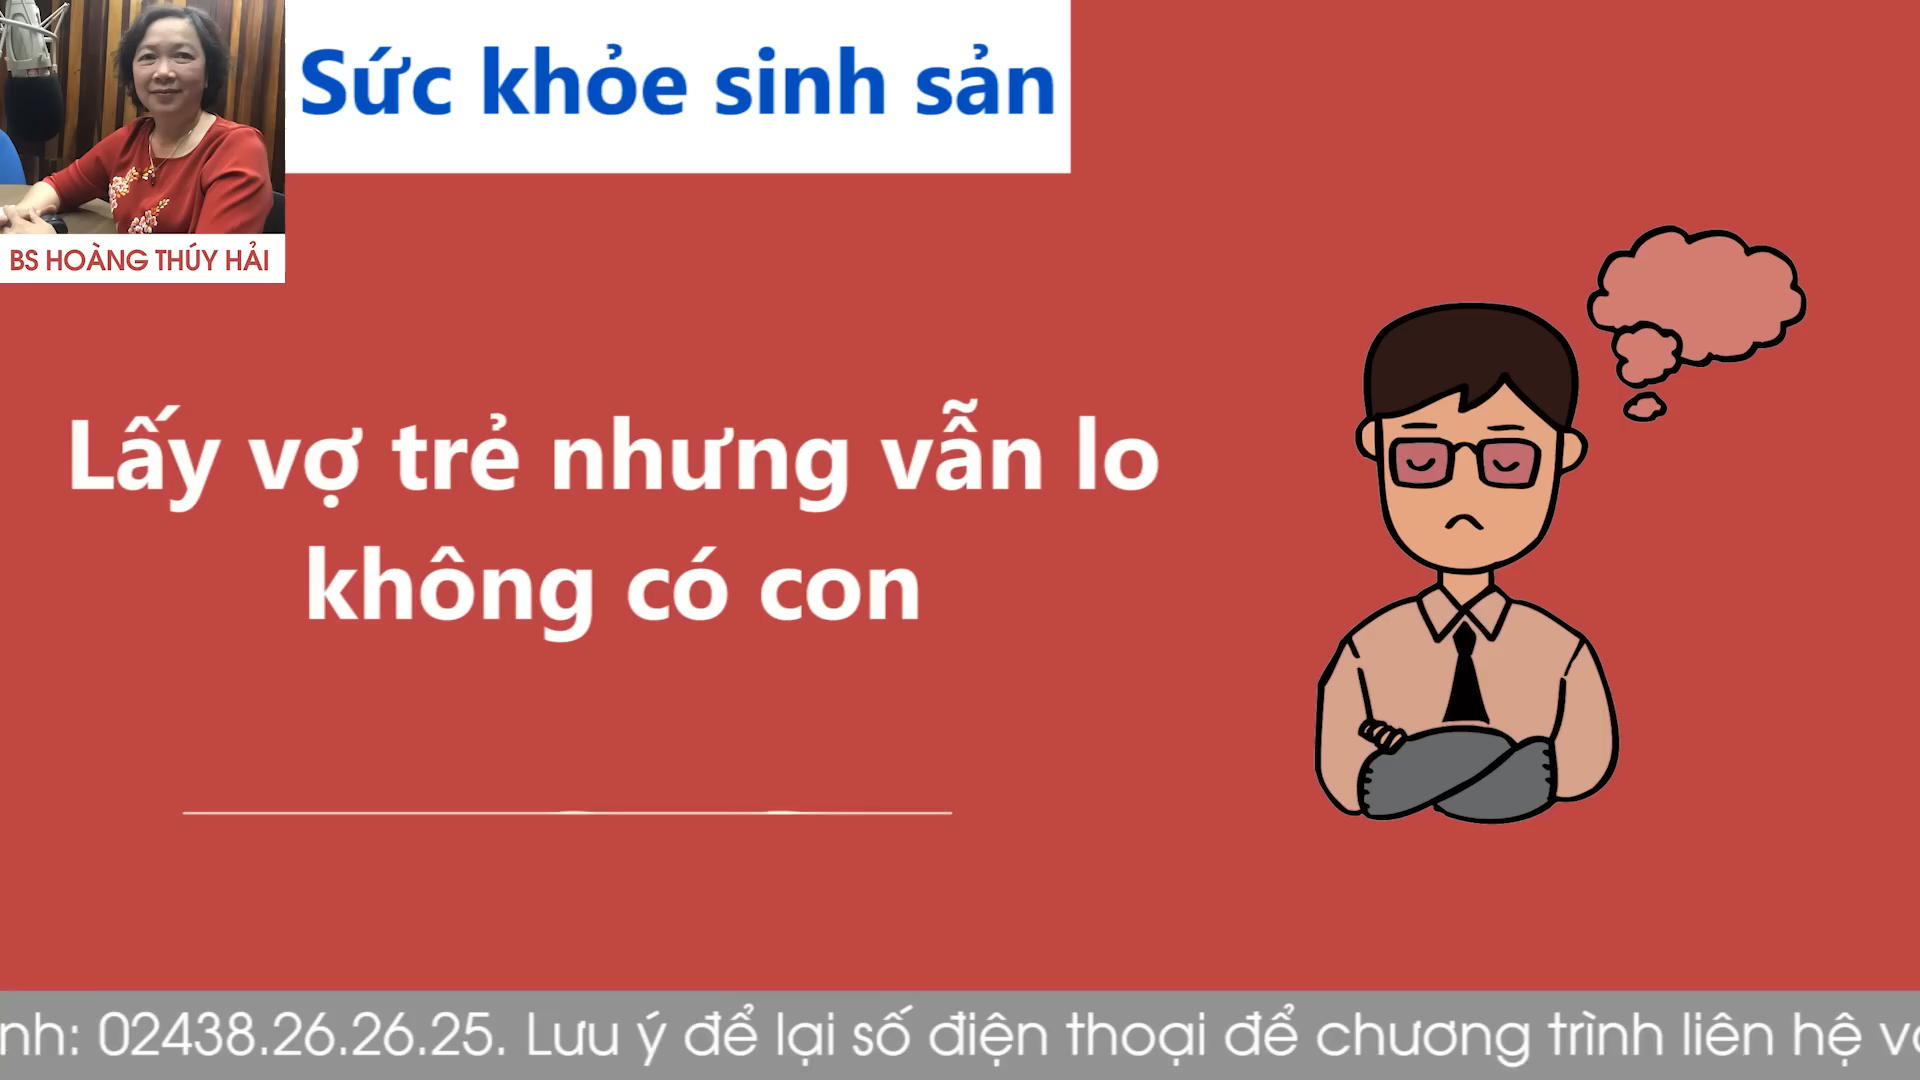 Sức khỏe sinh sản
BS HOÀNG THÚY HẢI
Lấy vợ trẻ nhưng vẫn lo
không có con
nh: 02438.26.26.25. Lưu ý để lại số điện thoại để chương trình liên hệ